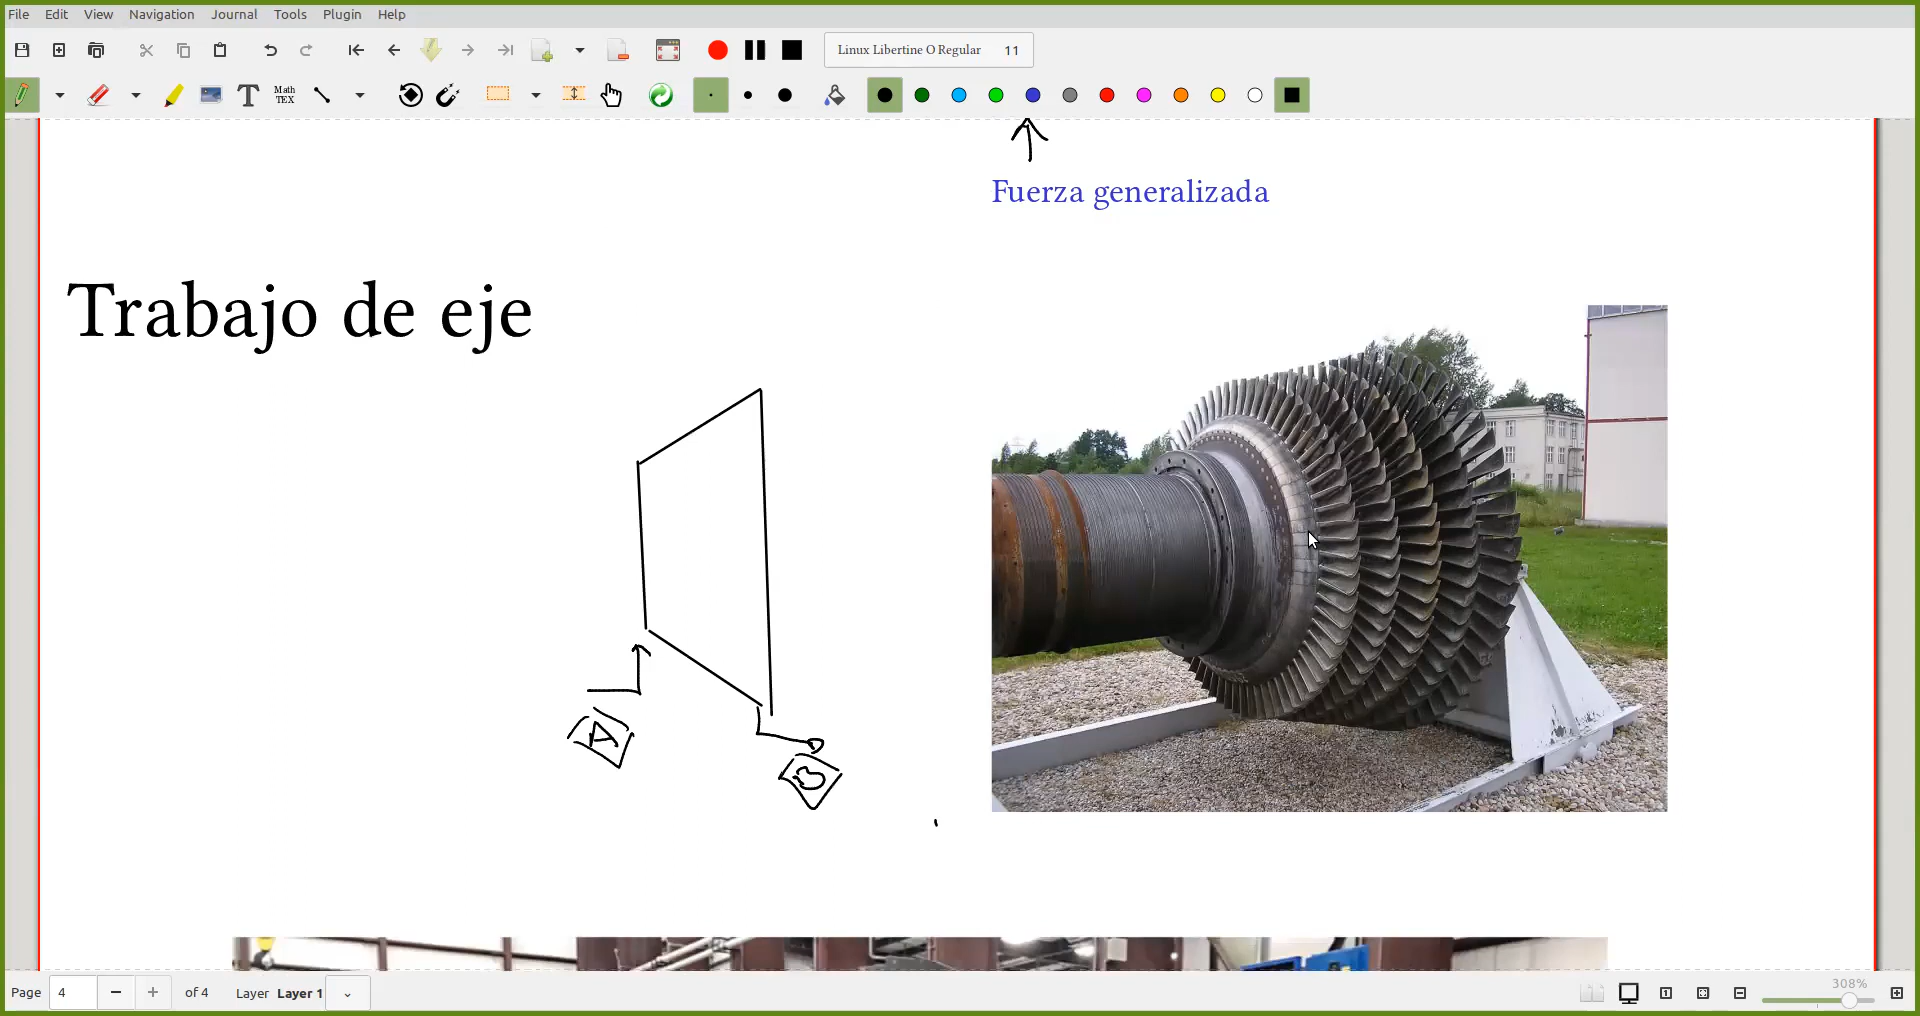 File Edit View Navigation Journal Tools Plugin Help
Linux Libertine O Regular 11
Math
TEX
Fuerza generalizada
Trabajo de eje
A
B
308%
Page 4 of 4 Layer Layer 1